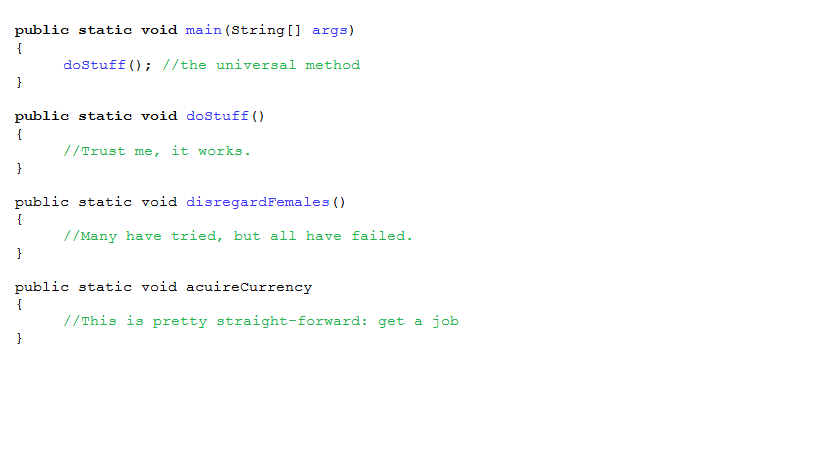 public static void main(String[] args)
{
doStuff(); //the universal method
}
public static void doStuff()
{
//Trust me, it works.
}
public static void disregardFemales()
{
//Many have tried, but all have failed.
}
public static void acuireCurrency
{
//This is pretty straight-forward: get a job
}